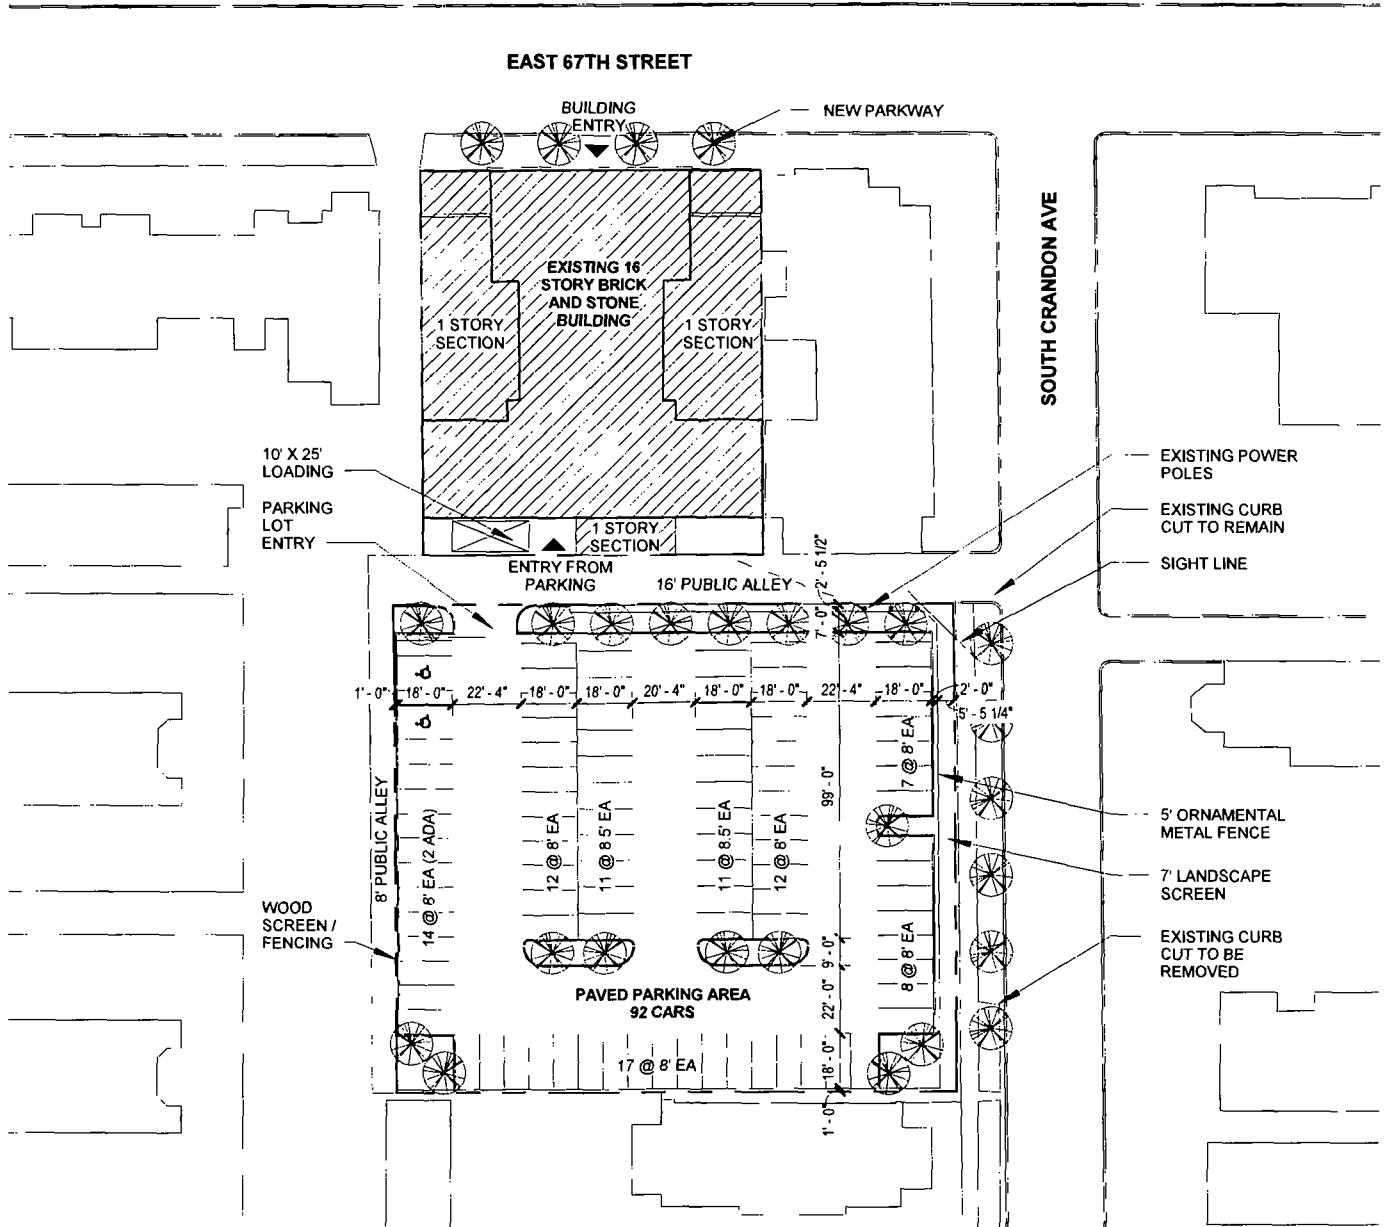 EAST 67TH STREET
BUILDING
ENTRY
NEW PARKWAY
SOUTH CRANDON AVE
EXISTING 16
STORY BRICK
AND STONE
BUILDING
1 STORY
SECTION
1 STORY
SECTION
10' X 25'
LOADING
PARKING
LOT
ENTRY
1 STORY
SECTION
ENTRY FROM
PARKING
16' PUBLIC ALLEY
2' - 5 1/2"
7' - 0"
EXISTING POWER
POLES
EXISTING CURB
CUT TO REMAIN
SIGHT LINE
1' - 0"
18' - 0"
22' - 4"
18' - 0"
18' - 0"
20' - 4"
18' - 0"
18' - 0"
22' - 4"
18' - 0"
2' - 0"
5' - 5 1/4"
8' PUBLIC ALLEY
14 @ 8' EA (2 ADA)
12 @ 8' EA
11 @ 8 5' EA
11 @ 8.5' EA
12 @ 8' EA
99' - 0"
7 @ 8' EA
8 @ 8' EA
9' - 0"
22' - 0"
18' - 0"
1' - 0"
WOOD
SCREEN /
FENCING
PAVED PARKING AREA
92 CARS
17 @ 8' EA
5' ORNAMENTAL
METAL FENCE
7' LANDSCAPE
SCREEN
EXISTING CURB
CUT TO BE
REMOVED